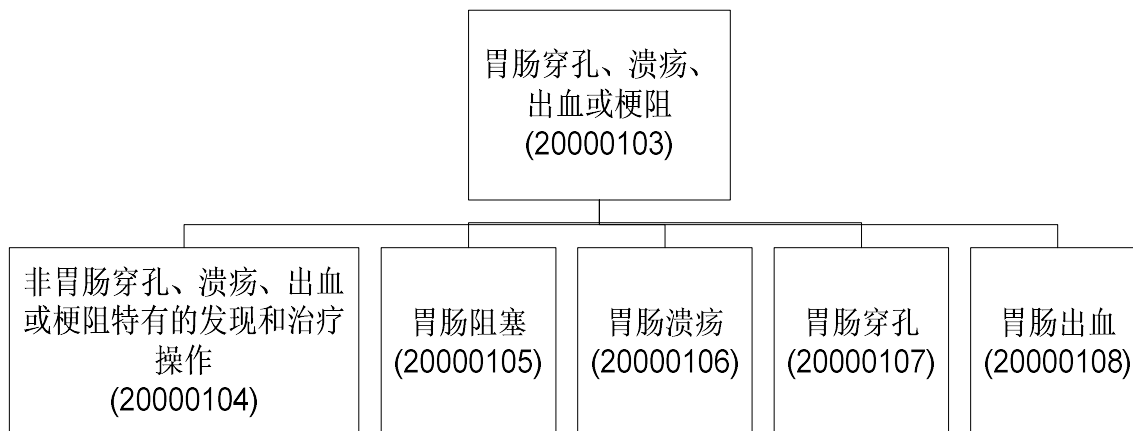 胃肠穿孔、溃疡、
出血或梗阻
(20000103)
非胃肠穿孔、溃疡、出血
或梗阻特有的发现和治疗
操作
(20000104)
胃肠阻塞
(20000105)
胃肠溃疡
(20000106)
胃肠穿孔
(20000107)
胃肠出血
(20000108)